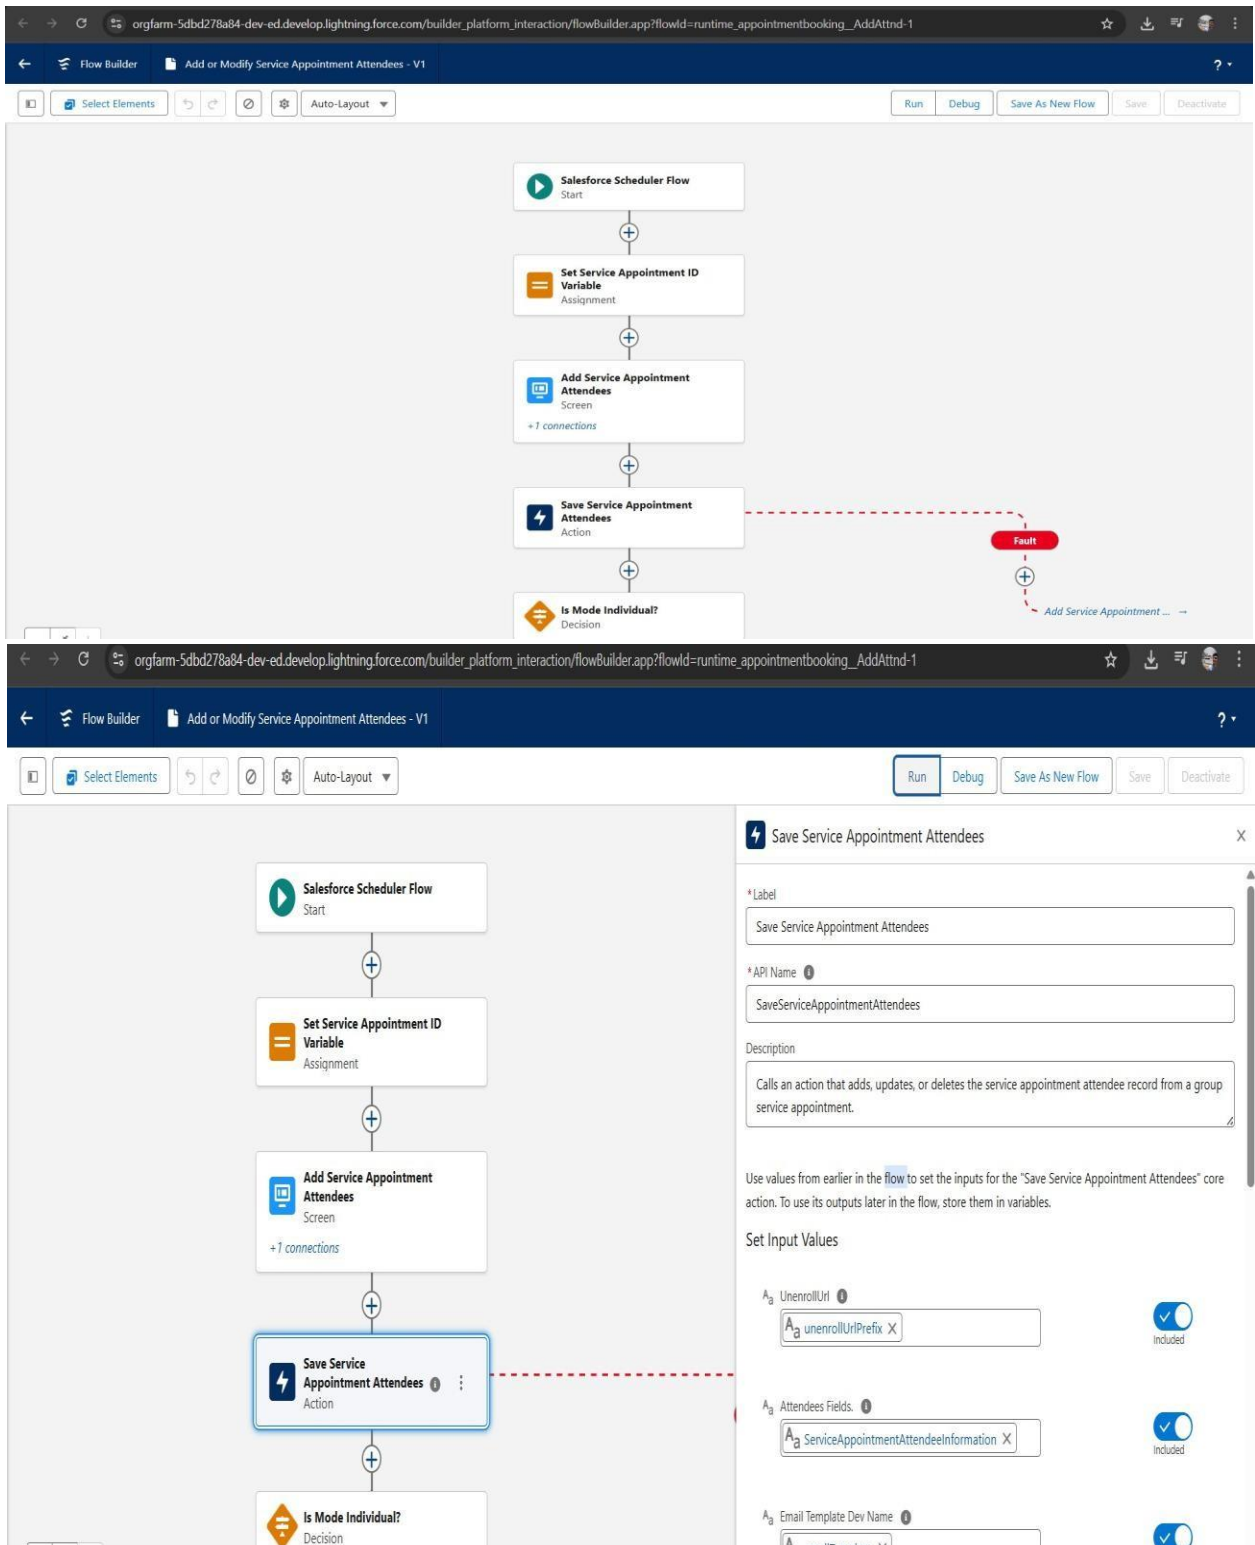 orgfarm-5dbd278a84-dev-ed.develop.lightning.force.com/builder_platform_interaction/flowBuilder.app?flowId=runtime_appointmentbooking__AddAttnd-1
Flow Builder Add or Modify Service Appointment Attendees - V1 ?
Select Elements Auto-Layout Run Debug Save As New Flow Save Deactivate
Salesforce Scheduler Flow
Start
Set Service Appointment ID
Variable
Assignment
Add Service Appointment
Attendees
Screen
+1 connections
Save Service Appointment
Attendees
Action
Fault
Add Service Appointment ... →
Is Mode Individual?
Decision
orgfarm-5dbd278a84-dev-ed.develop.lightning.force.com/builder_platform_interaction/flowBuilder.app?flowId=runtime_appointmentbooking__AddAttnd-1
Flow Builder Add or Modify Service Appointment Attendees - V1 ?
Select Elements Auto-Layout Run Debug Save As New Flow Save Deactivate
Salesforce Scheduler Flow
Start
Set Service Appointment ID
Variable
Assignment
Add Service Appointment
Attendees
Screen
+1 connections
Save Service
Appointment Attendees
Action
Is Mode Individual?
Decision
Save Service Appointment Attendees X
*Label
Save Service Appointment Attendees
*API Name
SaveServiceAppointmentAttendees
Description
Calls an action that adds, updates, or deletes the service appointment attendee record from a group
service appointment.
Use values from earlier in the flow to set the inputs for the "Save Service Appointment Attendees" core
action. To use its outputs later in the flow, store them in variables.
Set Input Values
Aa UnenrollUrl
Aa unenrollUrlPrefix X
Included
Aa Attendees Fields.
Aa ServiceAppointmentAttendeeInformation X
Included
Aa Email Template Dev Name